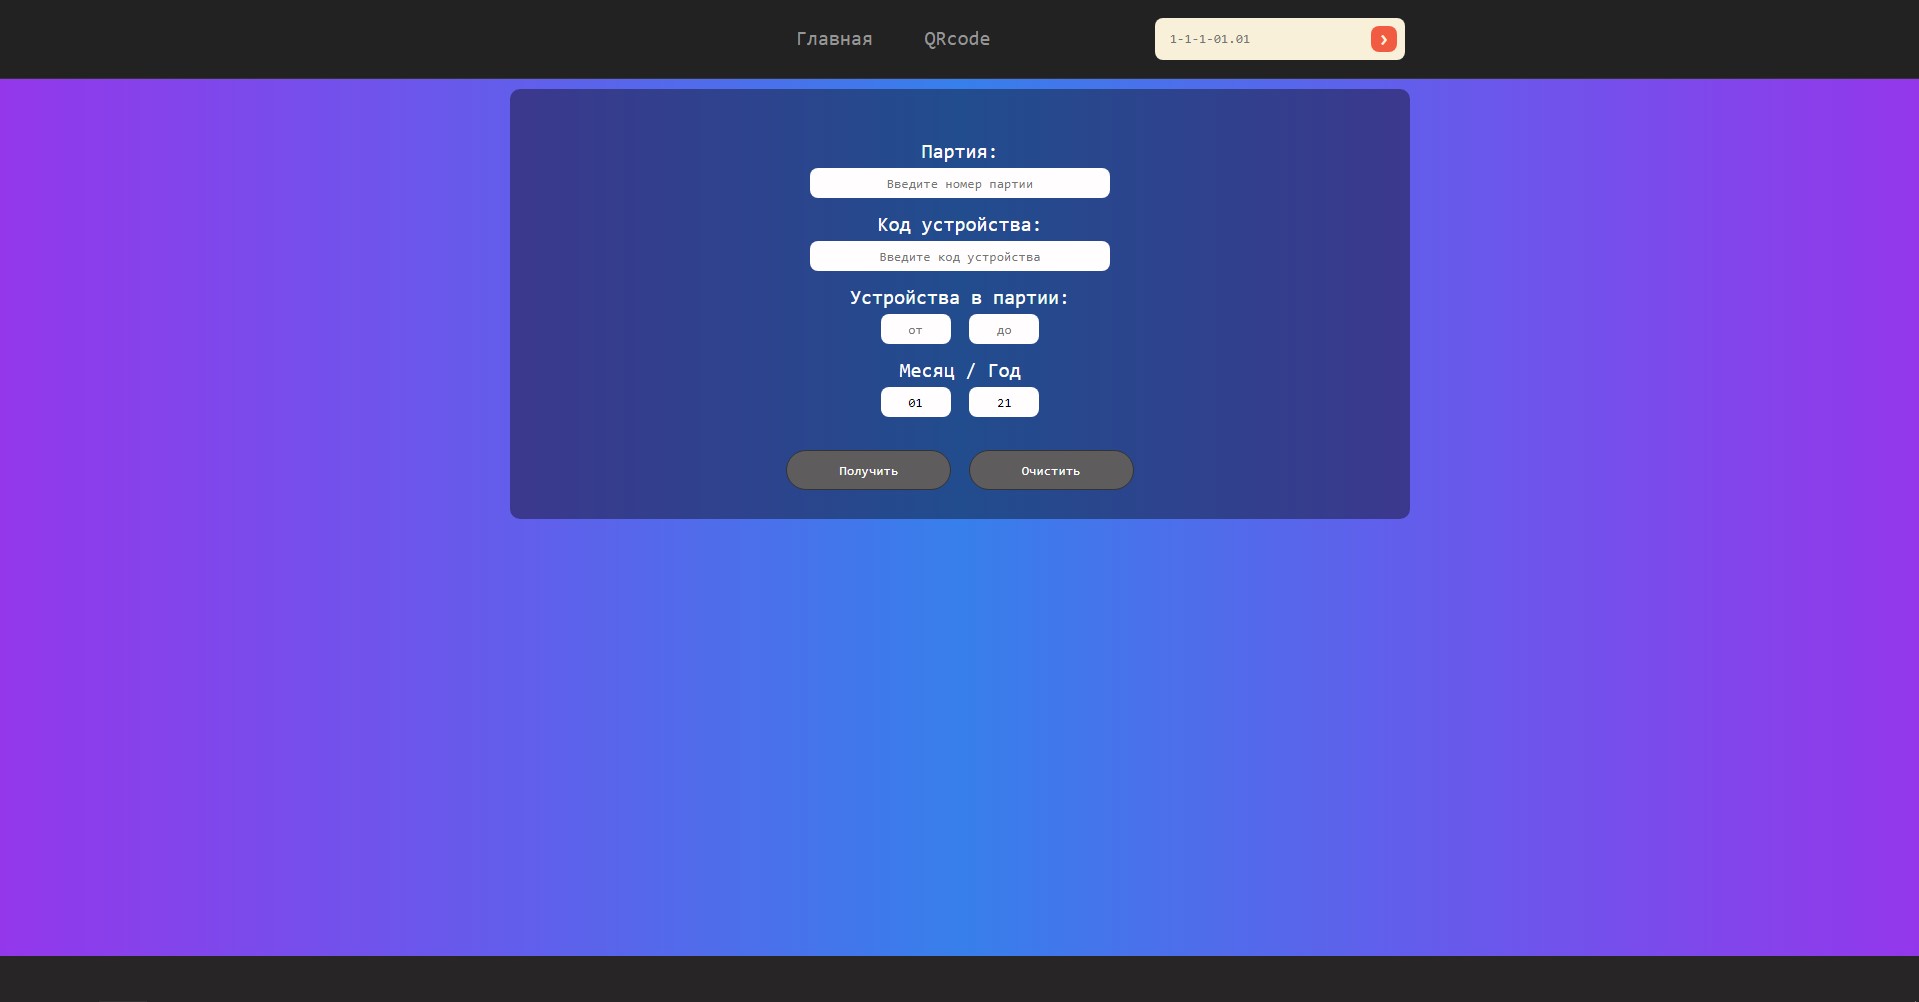 Главная QRcode 1-1-1-01.01 ›
Партия:
Введите номер партии
Код устройства:
Введите код устройства
Устройства в партии:
от до
Месяц / Год
01 21
Получить Очистить